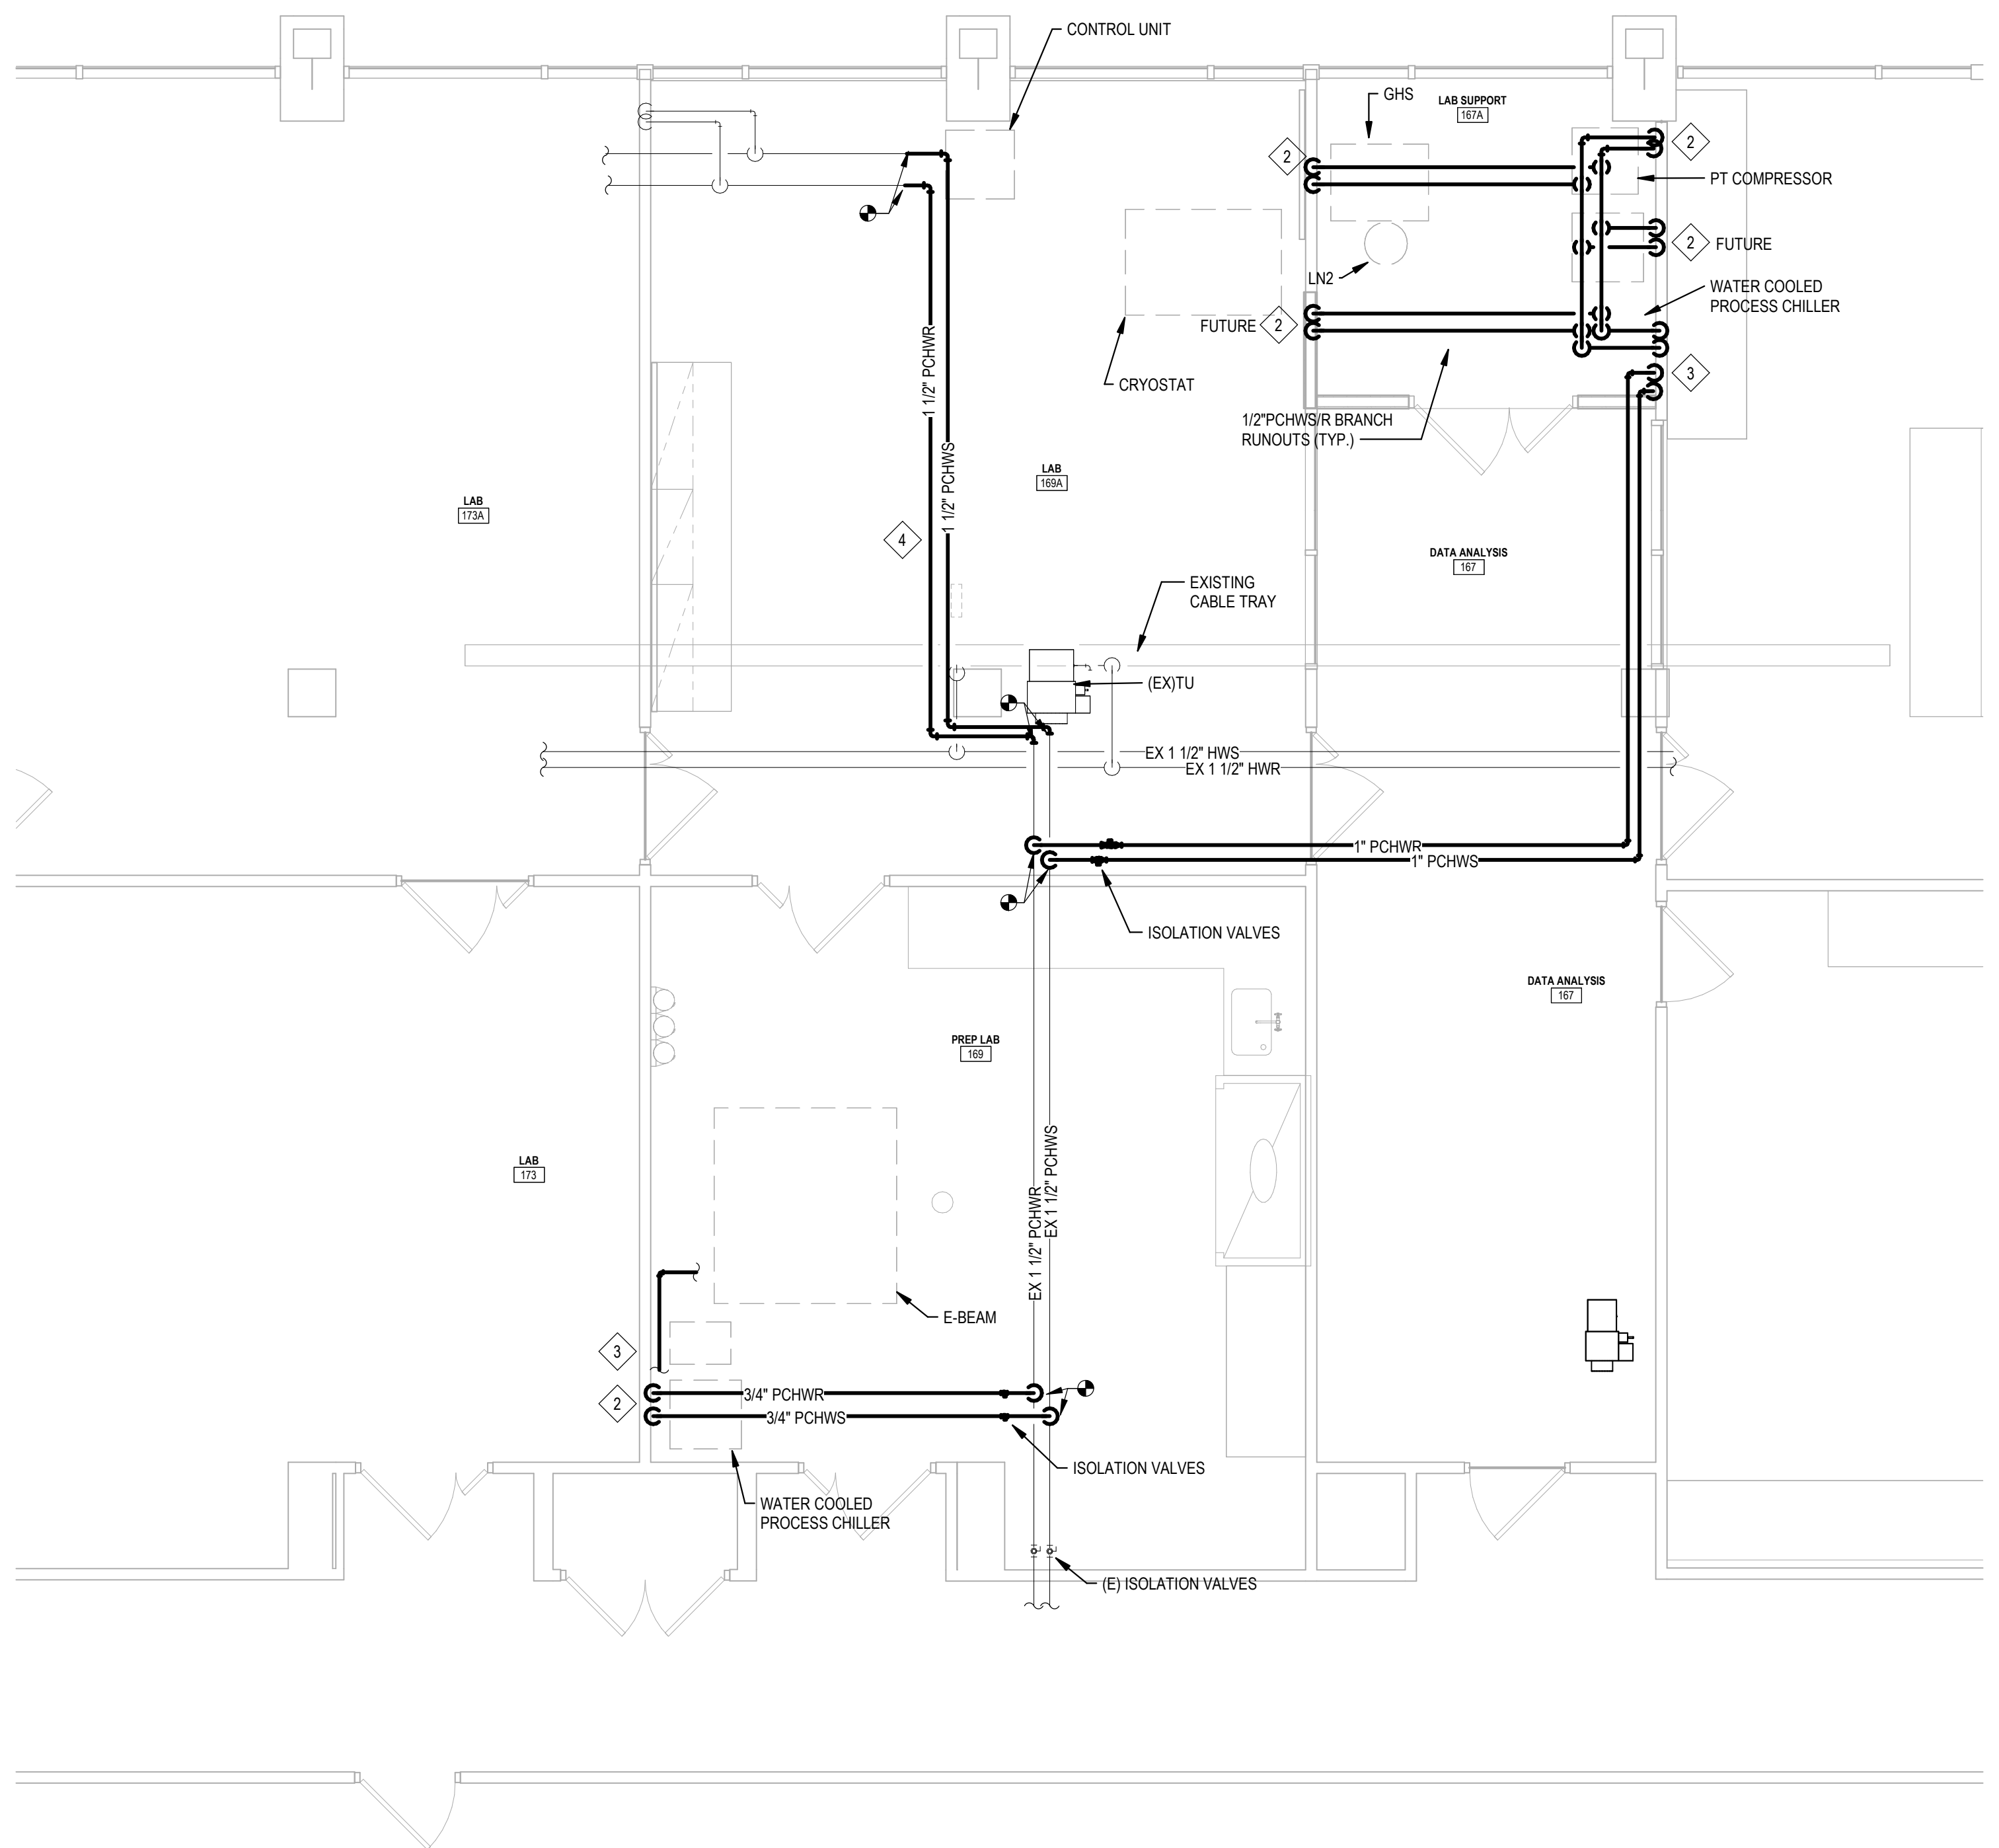 CONTROL UNIT
GHS
LAB SUPPORT
167A
2
2
PT COMPRESSOR
2
FUTURE
LN2
WATER COOLED
PROCESS CHILLER
FUTURE
2
CRYOSTAT
3
1/2"PCHWS/R BRANCH
RUNOUTS (TYP.)
1 1/2" PCHWR
1 1/2" PCHWS
LAB
169A
LAB
173A
4
DATA ANALYSIS
167
EXISTING
CABLE TRAY
(EX)TU
EX 1 1/2" HWS
EX 1 1/2" HWR
1" PCHWR
1" PCHWS
ISOLATION VALVES
DATA ANALYSIS
167
PREP LAB
169
LAB
173
EX 1 1/2" PCHWR
EX 1 1/2" PCHWS
E-BEAM
3
2
3/4" PCHWR
3/4" PCHWS
ISOLATION VALVES
WATER COOLED
PROCESS CHILLER
(E) ISOLATION VALVES